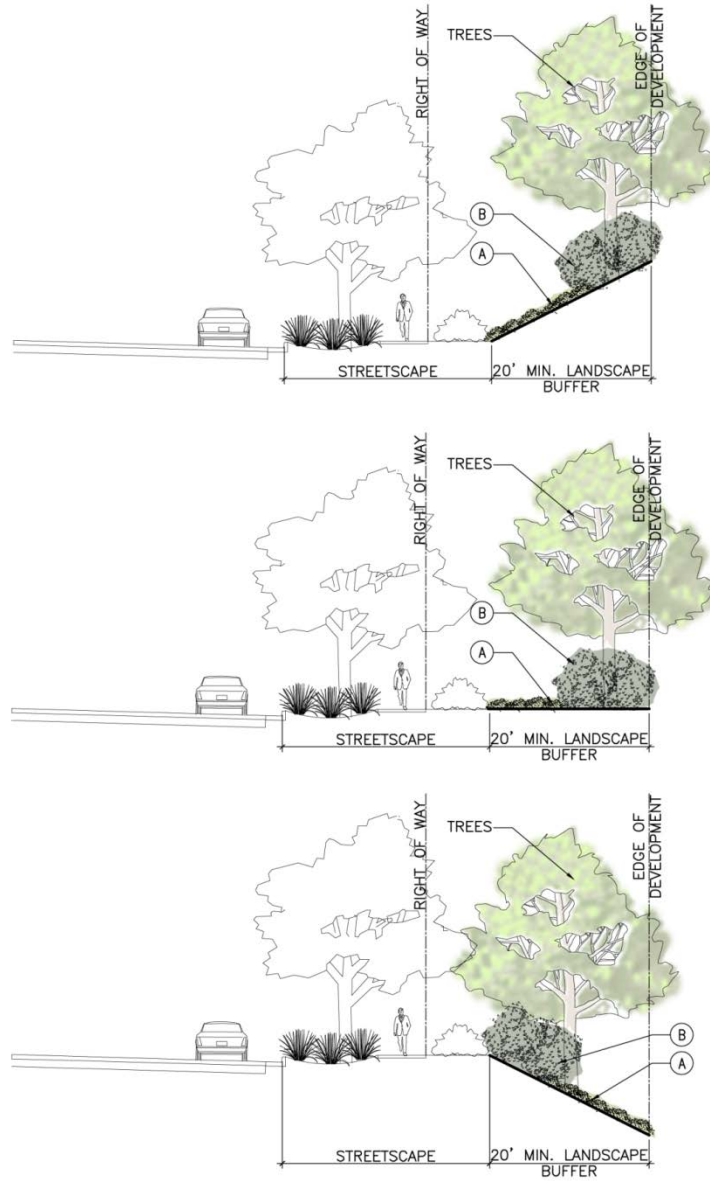 TREES
RIGHT OF WAY
EDGE OF
DEVELOPMENT
B
A
STREETSCAPE
20' MIN. LANDSCAPE
BUFFER
TREES
RIGHT OF WAY
EDGE OF
DEVELOPMENT
B
A
STREETSCAPE
20' MIN. LANDSCAPE
BUFFER
TREES
RIGHT OF WAY
EDGE OF
DEVELOPMENT
B
A
STREETSCAPE
20' MIN. LANDSCAPE
BUFFER